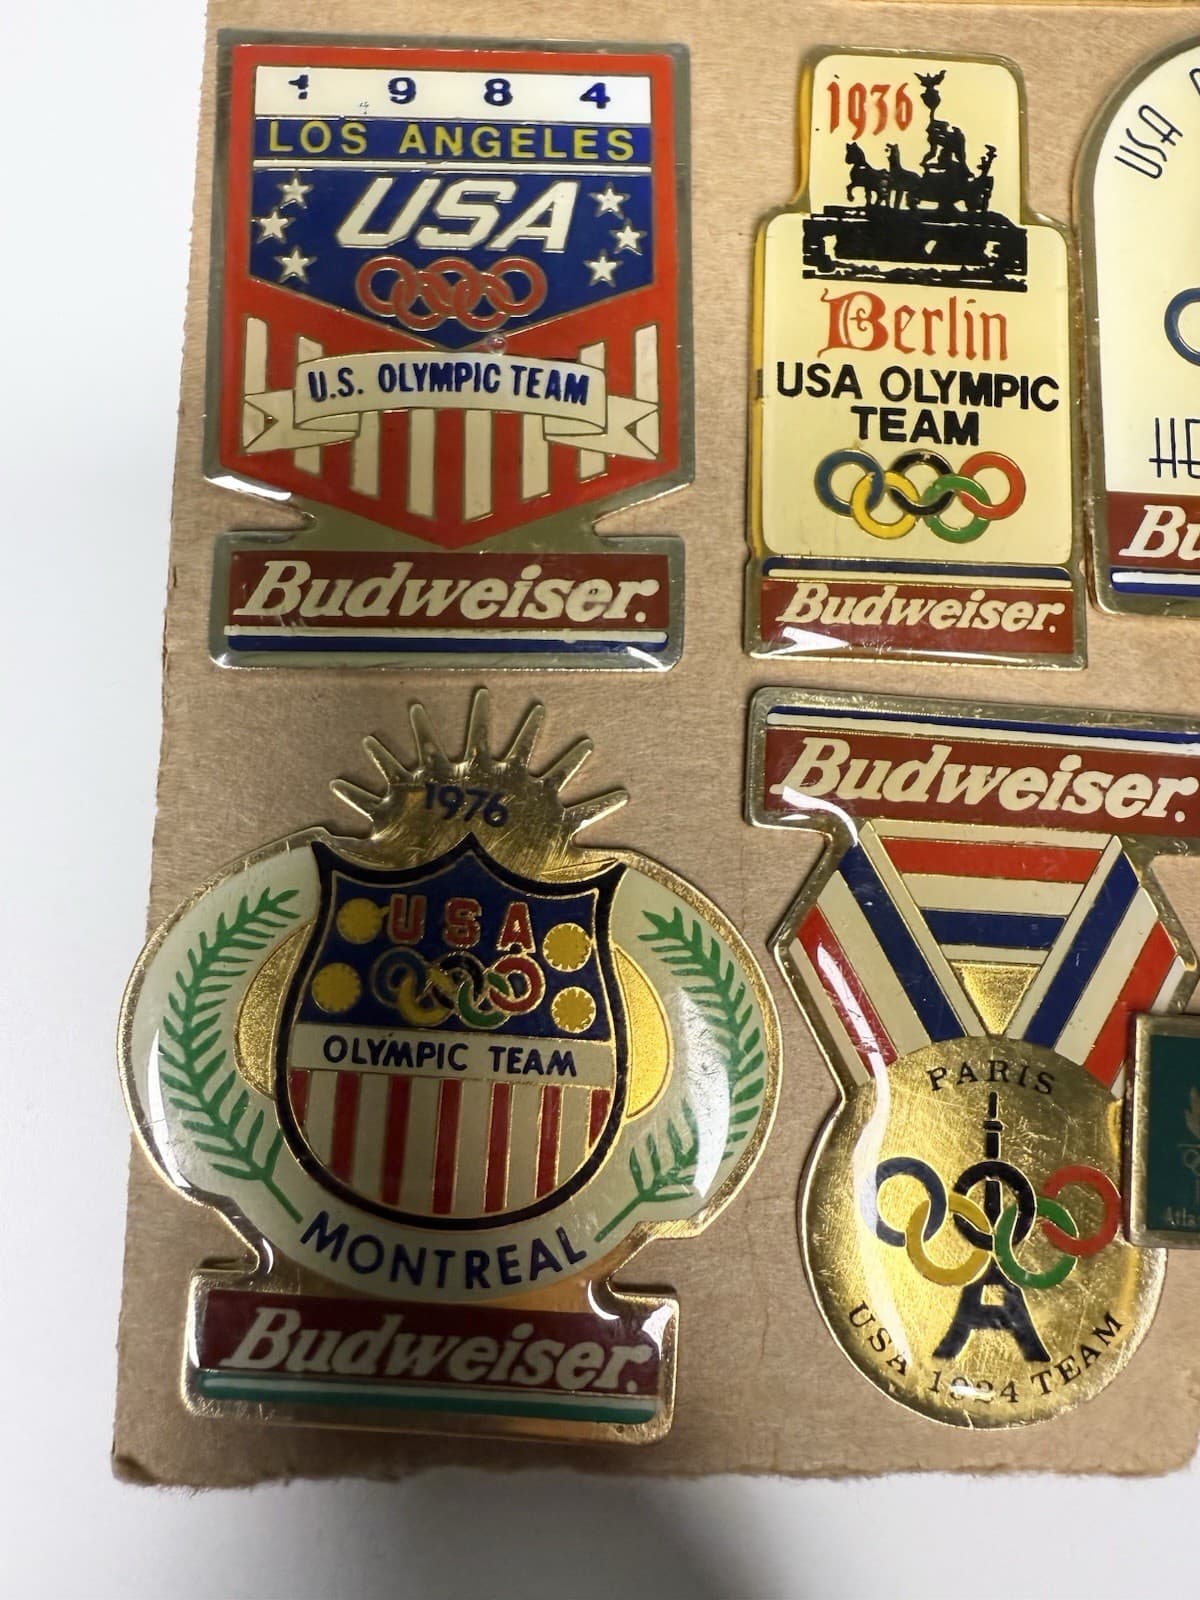 1984
LOS ANGELES
USA
U.S. OLYMPIC TEAM
Budweiser.
1936
Berlin
USA OLYMPIC
TEAM
Budweiser.
USA
1976
USA
OLYMPIC TEAM
MONTREAL
Budweiser.
Budweiser.
PARIS
USA 1924 TEAM